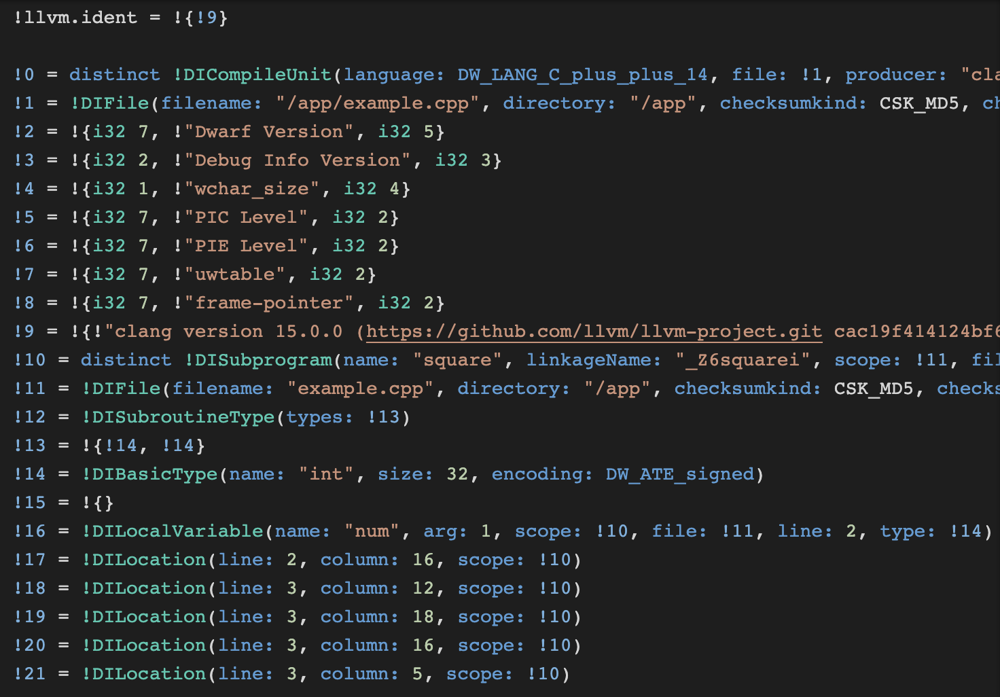 !llvm.ident = !{!9}
!0 = distinct !DICompileUnit(language: DW_LANG_C_plus_plus_14, file: !1, producer: "cla
!1 = !DIFile(filename: "/app/example.cpp", directory: "/app", checksumkind: CSK_MD5, ch
!2 = !{i32 7, !"Dwarf Version", i32 5}
!3 = !{i32 2, !"Debug Info Version", i32 3}
!4 = !{i32 1, !"wchar_size", i32 4}
!5 = !{i32 7, !"PIC Level", i32 2}
!6 = !{i32 7, !"PIE Level", i32 2}
!7 = !{i32 7, !"uwtable", i32 2}
!8 = !{i32 7, !"frame-pointer", i32 2}
!9 = !{!"clang version 15.0.0 (https://github.com/llvm/llvm-project.git cac19f414124bf6
!10 = distinct !DISubprogram(name: "square", linkageName: "_Z6squarei", scope: !11, fil
!11 = !DIFile(filename: "example.cpp", directory: "/app", checksumkind: CSK_MD5, checks
!12 = !DISubroutineType(types: !13)
!13 = !{!14, !14}
!14 = !DIBasicType(name: "int", size: 32, encoding: DW_ATE_signed)
!15 = !{}
!16 = !DILocalVariable(name: "num", arg: 1, scope: !10, file: !11, line: 2, type: !14)
!17 = !DILocation(line: 2, column: 16, scope: !10)
!18 = !DILocation(line: 3, column: 12, scope: !10)
!19 = !DILocation(line: 3, column: 18, scope: !10)
!20 = !DILocation(line: 3, column: 16, scope: !10)
!21 = !DILocation(line: 3, column: 5, scope: !10)